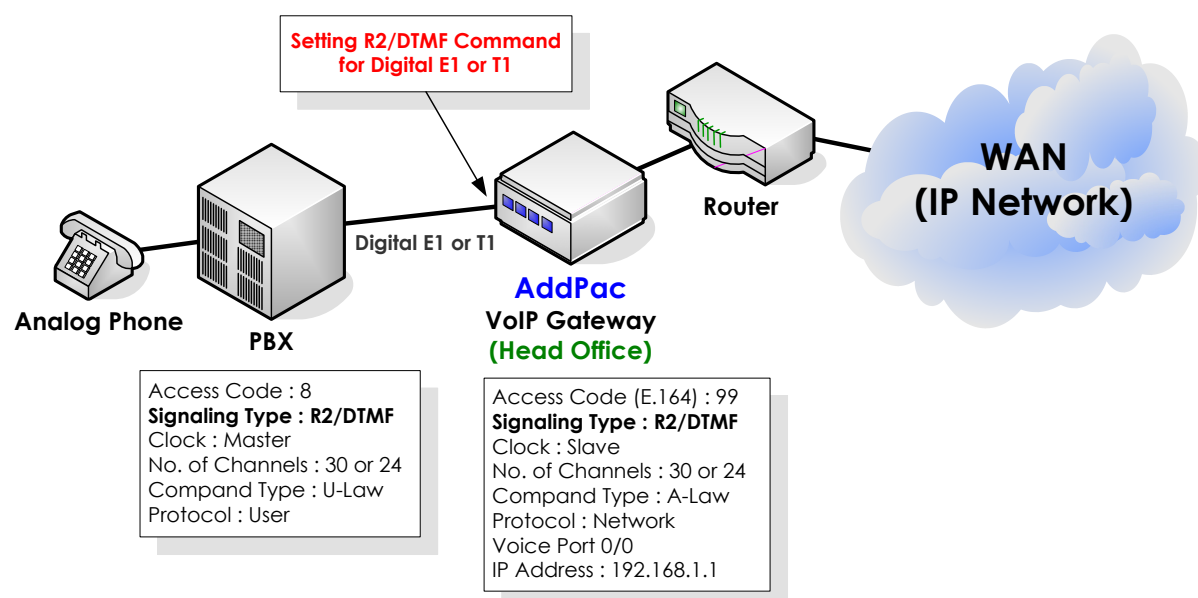 Setting R2/DTMF Command
for Digital E1 or T1
WAN
(IP Network)
Router
Digital E1 or T1
Analog Phone
PBX
AddPac
VoIP Gateway
(Head Office)
Access Code : 8
Signaling Type : R2/DTMF
Clock : Master
No. of Channels : 30 or 24
Compand Type : U-Law
Protocol : User
Access Code (E.164) : 99
Signaling Type : R2/DTMF
Clock : Slave
No. of Channels : 30 or 24
Compand Type : A-Law
Protocol : Network
Voice Port 0/0
IP Address : 192.168.1.1